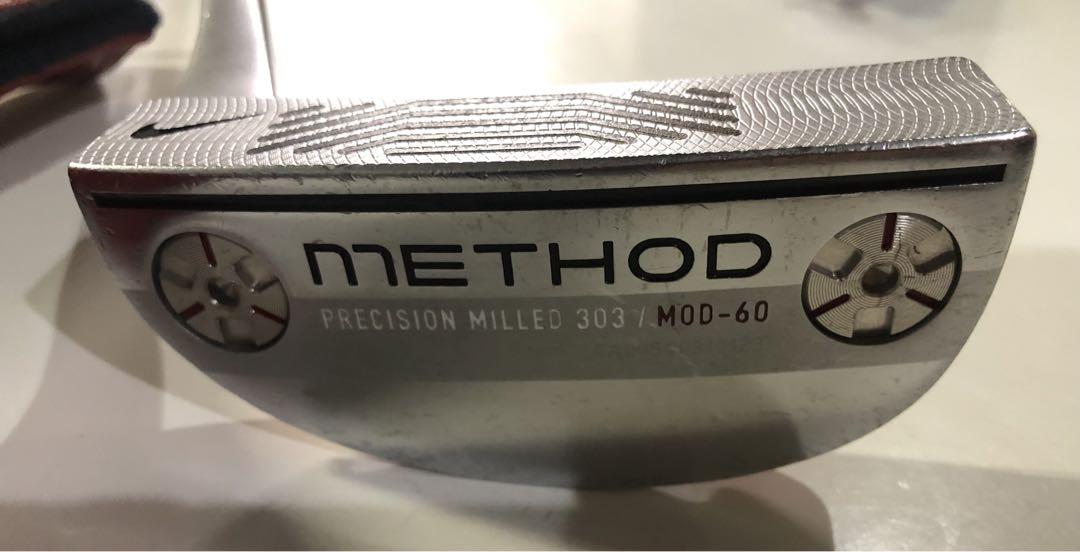 METHOD
PRECISION MILLED 303 / MOD-60